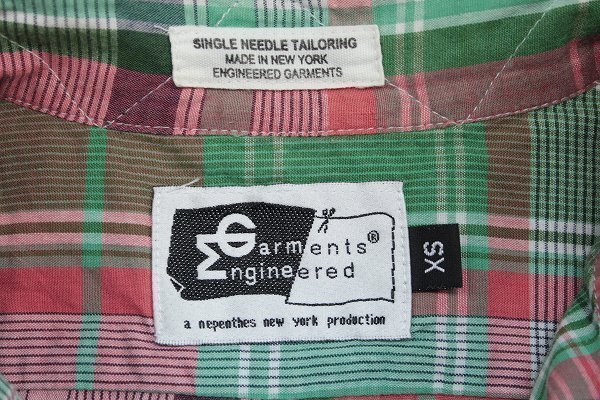 SINGLE NEEDLE TAILORING
MADE IN NEW YORK
ENGINEERED GARMENTS
Garments®
Engineered
a nepenthes new york production
XS